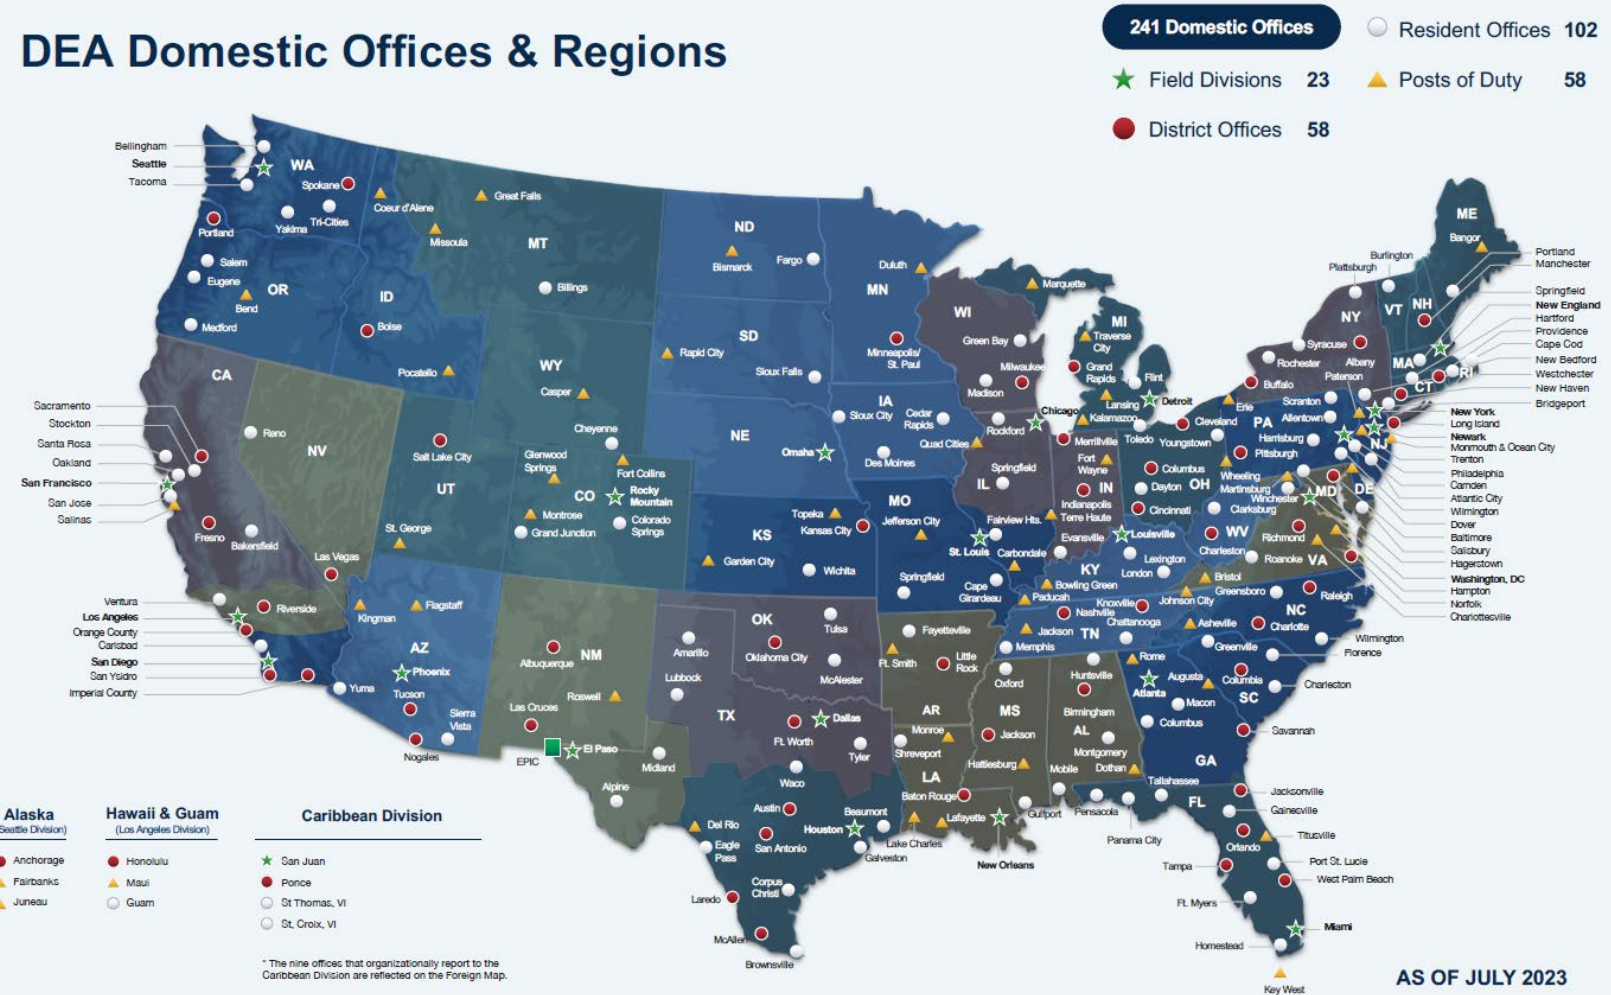 DEA Domestic Offices & Regions
241 Domestic Offices
Resident Offices 102
Field Divisions 23
Posts of Duty 58
District Offices 58
Bellingham
Seattle
Tacoma
WA
Spokane
Yakima
Tri-Cities
Coeur d'Alene
Great Falls
Missoula
MT
Billings
Portland
Salem
Eugene
Bend
OR
Medford
ID
Boise
Pocatello
ND
Bismarck
Fargo
Duluth
MN
Minneapolis/
St. Paul
SD
Rapid City
Sioux Falls
WY
Casper
Cheyenne
NE
Omaha
IA
Sioux City
Cedar
Rapids
Quad Cities
Des Moines
WI
Green Bay
Milwaukee
Madison
Marquette
MI
Traverse
City
Grand
Rapids
Flint
Lansing
Kalamazoo
Detroit
Chicago
Rockford
Springfield
IL
Merrillville
Fort
Wayne
IN
Indianapolis
Terre Haute
Evansville
Toledo
Cleveland
Youngstown
Columbus
Dayton
OH
Cincinnati
Erie
PA
Scranton
Allentown
Harrisburg
Pittsburgh
Wheeling
Martinsburg
Winchester
Clarksburg
WV
Charleston
MD
DE
NJ
NY
Plattsburgh
Burlington
Syracuse
Rochester
Albany
Buffalo
Paterson
VT
NH
ME
Bangor
MA
CT
RI
Portland
Manchester
Springfield
New England
Hartford
Providence
Cape Cod
New Bedford
Westchester
New Haven
Bridgeport
New York
Long Island
Newark
Monmouth & Ocean City
Trenton
Philadelphia
Camden
Atlantic City
Wilmington
Dover
Baltimore
Salisbury
Hagerstown
Washington, DC
Hampton
Norfolk
Charlottesville
CA
Sacramento
Stockton
Santa Rosa
Oakland
San Francisco
San Jose
Salinas
Fresno
Bakersfield
Reno
NV
Las Vegas
Ventura
Los Angeles
Orange County
Carlsbad
San Diego
San Ysidro
Imperial County
Riverside
Salt Lake City
UT
St. George
Glenwood
Springs
Fort Collins
CO
Rocky
Mountain
Montrose
Colorado
Springs
Grand Junction
Topeka
Kansas City
KS
Garden City
Wichita
MO
Jefferson City
Fairview Hts.
St. Louis
Carbondale
Springfield
Cape
Girardeau
Louisville
Lexington
London
KY
Bowling Green
Paducah
Nashville
Knoxville
Johnson City
Chattanooga
Jackson
TN
Memphis
Richmond
Roanoke
VA
Bristol
Greensboro
Raleigh
NC
Asheville
Charlotte
Wilmington
Greenville
Florence
Columbia
SC
Charleston
Kingman
Flagstaff
AZ
Phoenix
Yuma
Tucson
Sierra
Vista
Nogales
Albuquerque
NM
Roswell
Las Cruces
EPIC
El Paso
Midland
Alpine
OK
Tulsa
Oklahoma City
McAlester
Amarillo
Lubbock
TX
Ft. Worth
Dallas
Tyler
Waco
Austin
San Antonio
Houston
Beaumont
Galveston
Del Rio
Eagle
Pass
Corpus
Christi
Laredo
McAllen
Brownsville
Fayetteville
Ft. Smith
Little
Rock
AR
Monroe
Shreveport
LA
Baton Rouge
Lafayette
Lake Charles
New Orleans
Oxford
MS
Jackson
Hattiesburg
Gulfport
Huntsville
Birmingham
AL
Montgomery
Mobile
Dothan
Rome
Atlanta
Augusta
Macon
Columbus
Savannah
GA
Tallahassee
Pensacola
Panama City
FL
Jacksonville
Gainesville
Orlando
Titusville
Tampa
Port St. Lucie
West Palm Beach
Ft. Myers
Miami
Homestead
Key West
Alaska
Seattle Division)
Anchorage
Fairbanks
Juneau
Hawaii & Guam
(Los Angeles Division)
Honolulu
Maui
Guam
Caribbean Division
San Juan
Ponce
St Thomas, VI
St. Croix, VI
* The nine offices that organizationally report to the
Caribbean Division are reflected on the Foreign Map.
AS OF JULY 2023